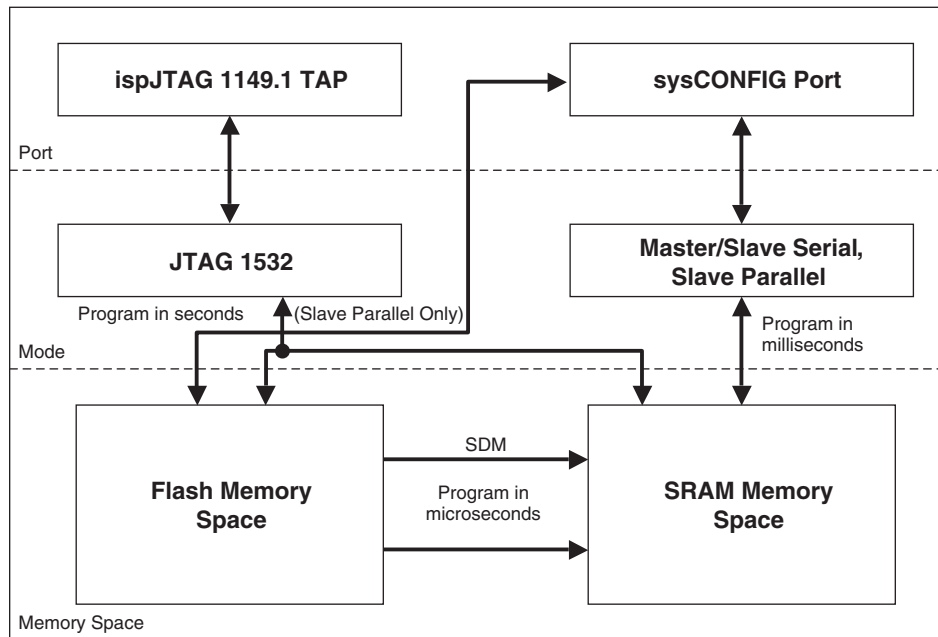 ispJTAG 1149.1 TAP
sysCONFIG Port
Port
JTAG 1532
Master/Slave Serial,
Slave Parallel
Program in seconds
(Slave Parallel Only)
Program in
milliseconds
Mode
Flash Memory
Space
SDM
Program in
microseconds
SRAM Memory
Space
Memory Space